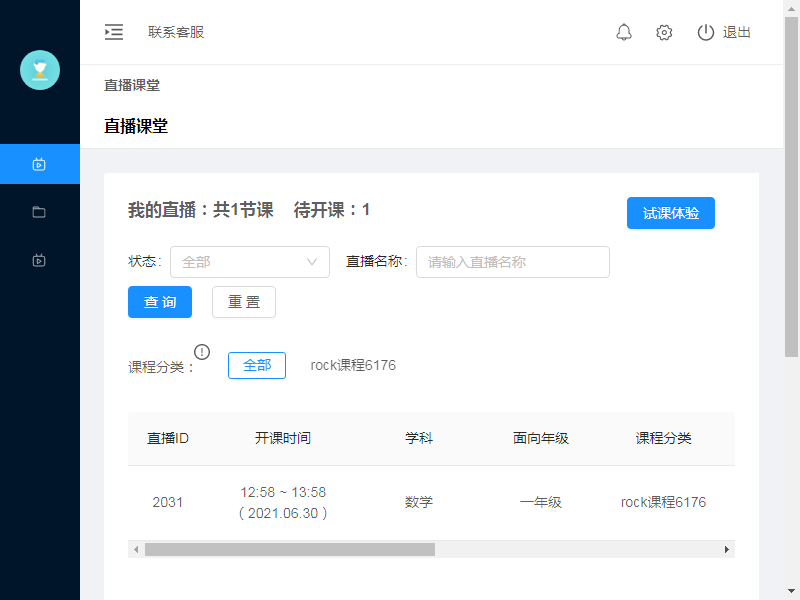 联系客服
退出
直播课堂
直播课堂
我的直播：共1节课 待开课：1
试课体验
状态: 全部 直播名称: 请输入直播名称
查 询 重 置
课程分类： 全部 rock课程6176
直播ID 开课时间 学科 面向年级 课程分类
2031 12:58 ~ 13:58 数学 一年级 rock课程6176
( 2021.06.30 )